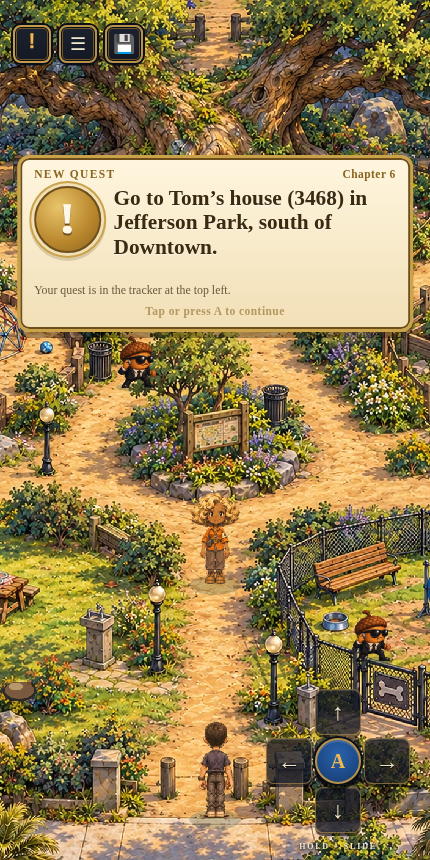 NEW QUEST
Chapter 6
Go to Tom’s house (3468) in
Jefferson Park, south of
Downtown.
Your quest is in the tracker at the top left.
Tap or press A to continue
A
HOLD · SLIDE